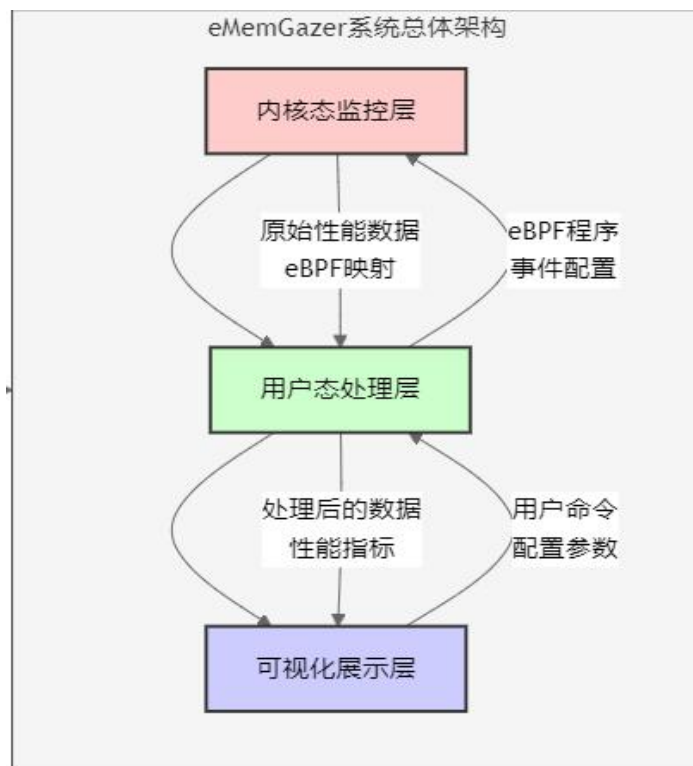 eMemGazer系统总体架构
内核态监控层
原始性能数据
eBPF映射
eBPF程序
事件配置
用户态处理层
处理后的数据
性能指标
用户命令
配置参数
可视化展示层